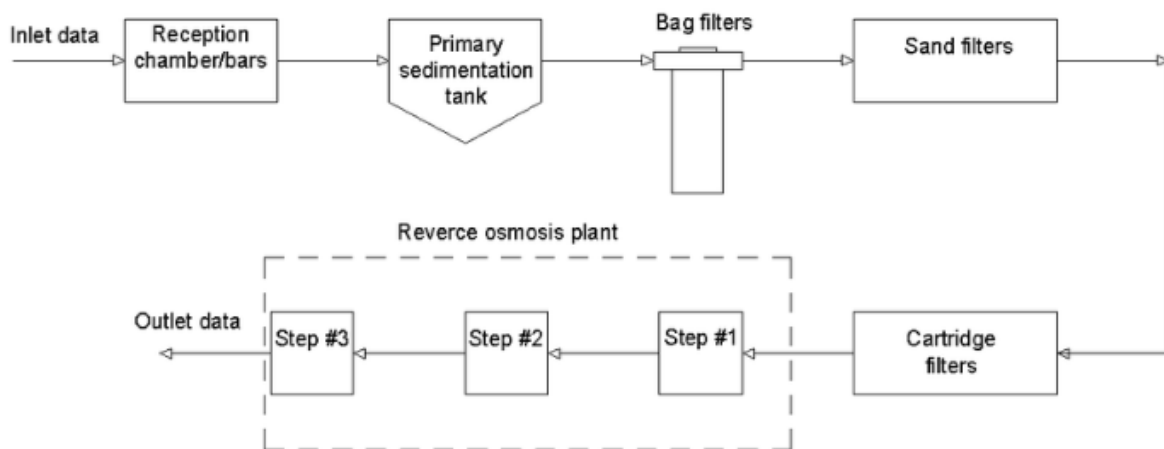 Inlet data
Reception
chamber/bars
Primary
sedimentation
tank
Bag filters
Sand filters
Reverce osmosis plant
Outlet data
Step #3
Step #2
Step #1
Cartridge
filters